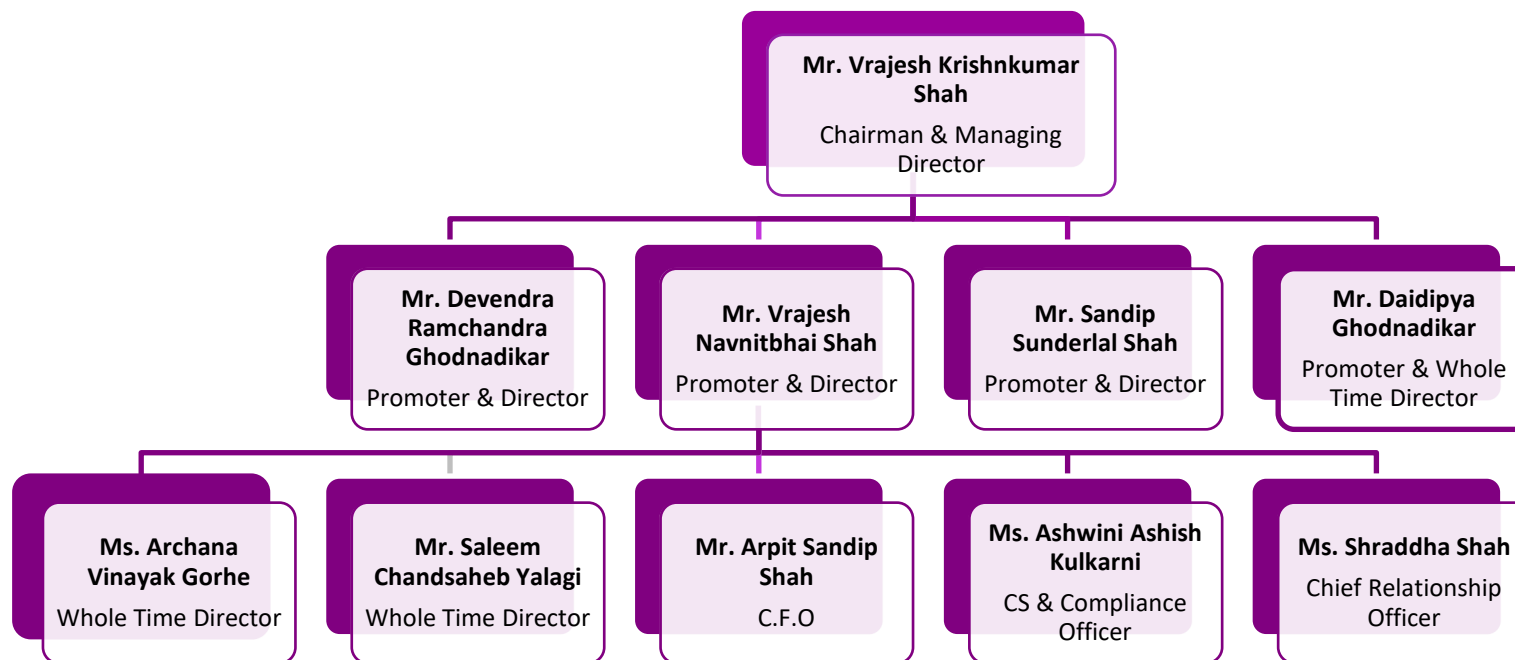 Mr. Vrajesh Krishnkumar
Shah
Chairman & Managing
Director
Mr. Devendra
Ramchandra
Ghodnadikar
Promoter & Director
Mr. Vrajesh
Navnitbhai Shah
Promoter & Director
Mr. Sandip
Sunderlal Shah
Promoter & Director
Mr. Daidipya
Ghodnadikar
Promoter & Whole
Time Director
Ms. Archana
Vinayak Gorhe
Whole Time Director
Mr. Saleem
Chandsaheb Yalagi
Whole Time Director
Mr. Arpit Sandip
Shah
C.F.O
Ms. Ashwini Ashish
Kulkarni
CS & Compliance
Officer
Ms. Shraddha Shah
Chief Relationship
Officer